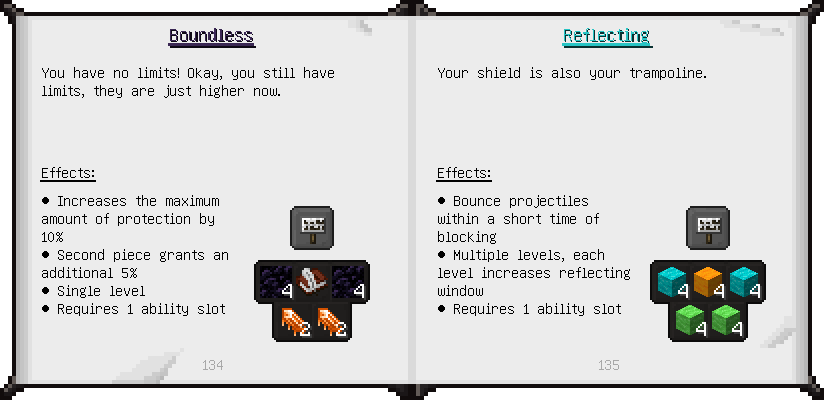 Boundless
You have no limits! Okay, you still have
limits, they are just higher now.
Effects:
● Increases the maximum
amount of protection by
10%
● Second piece grants an
additional 5%
● Single level
● Requires 1 ability slot
4 4
2 2
134
Reflecting
Your shield is also your trampoline.
Effects:
● Bounce projectiles
within a short time of
blocking
● Multiple levels, each
level increases reflecting
window
● Requires 1 ability slot
4 4 4
4 4
135